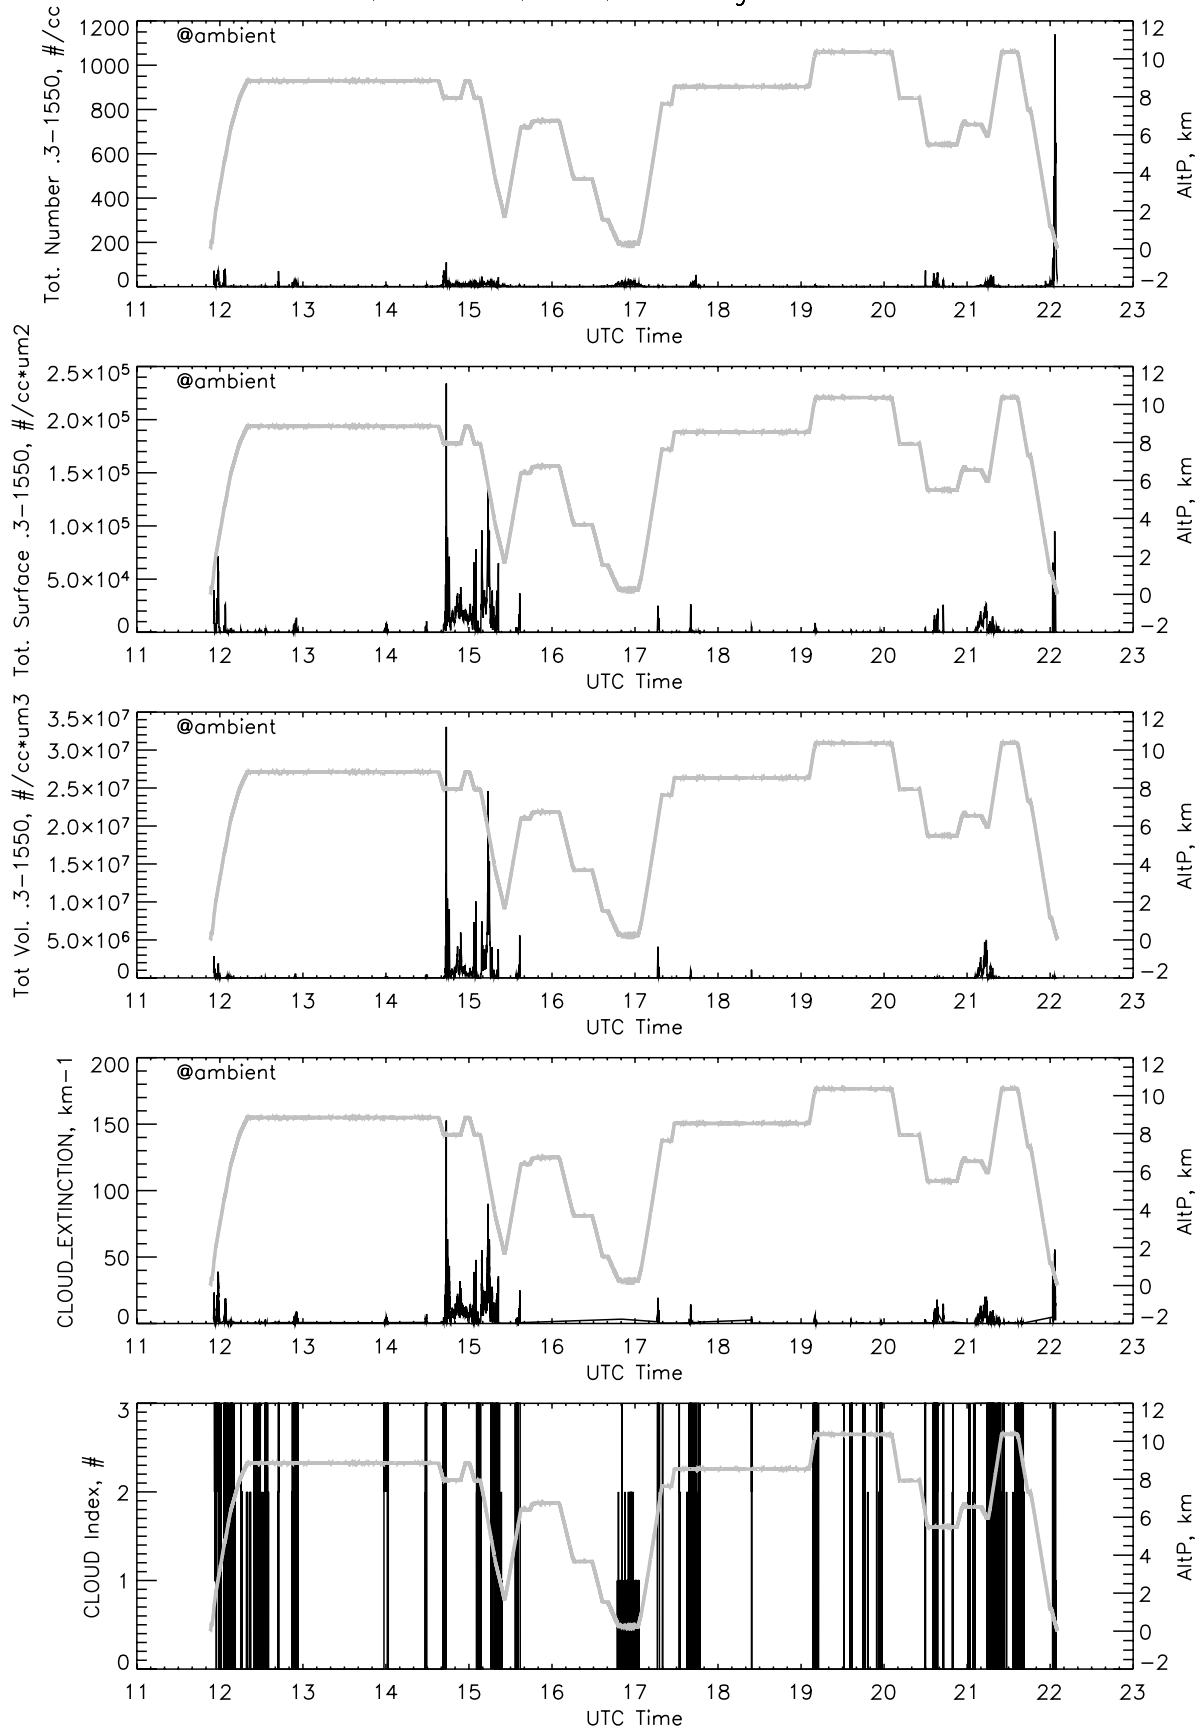 @ambient
Tot. Number .3-1550, #/cc
1200
1000
800
600
400
200
0
12
10
8
6
4
2
0
-2
AltP, km
11 12 13 14 15 16 17 18 19 20 21 22 23
UTC Time
@ambient
Tot. Surface .3-1550, #/cc*um2
2.5×10⁵
2.0×10⁵
1.5×10⁵
1.0×10⁵
5.0×10⁴
0
12
10
8
6
4
2
0
-2
AltP, km
11 12 13 14 15 16 17 18 19 20 21 22 23
UTC Time
@ambient
Tot Vol. .3-1550, #/cc*um3
3.5×10⁷
3.0×10⁷
2.5×10⁷
2.0×10⁷
1.5×10⁷
1.0×10⁷
5.0×10⁶
0
12
10
8
6
4
2
0
-2
AltP, km
11 12 13 14 15 16 17 18 19 20 21 22 23
UTC Time
@ambient
CLOUD_EXTINCTION, km-1
200
150
100
50
0
12
10
8
6
4
2
0
-2
AltP, km
11 12 13 14 15 16 17 18 19 20 21 22 23
UTC Time
CLOUD Index, #
3
2
1
0
12
10
8
6
4
2
0
-2
AltP, km
11 12 13 14 15 16 17 18 19 20 21 22 23
UTC Time